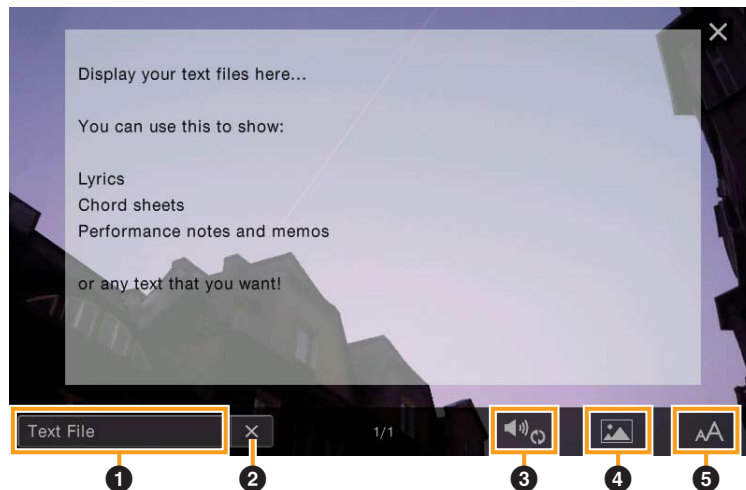 Display your text files here...
You can use this to show:
Lyrics
Chord sheets
Performance notes and memos
or any text that you want!
Text File
1/1
AA
1
2
3
4
5